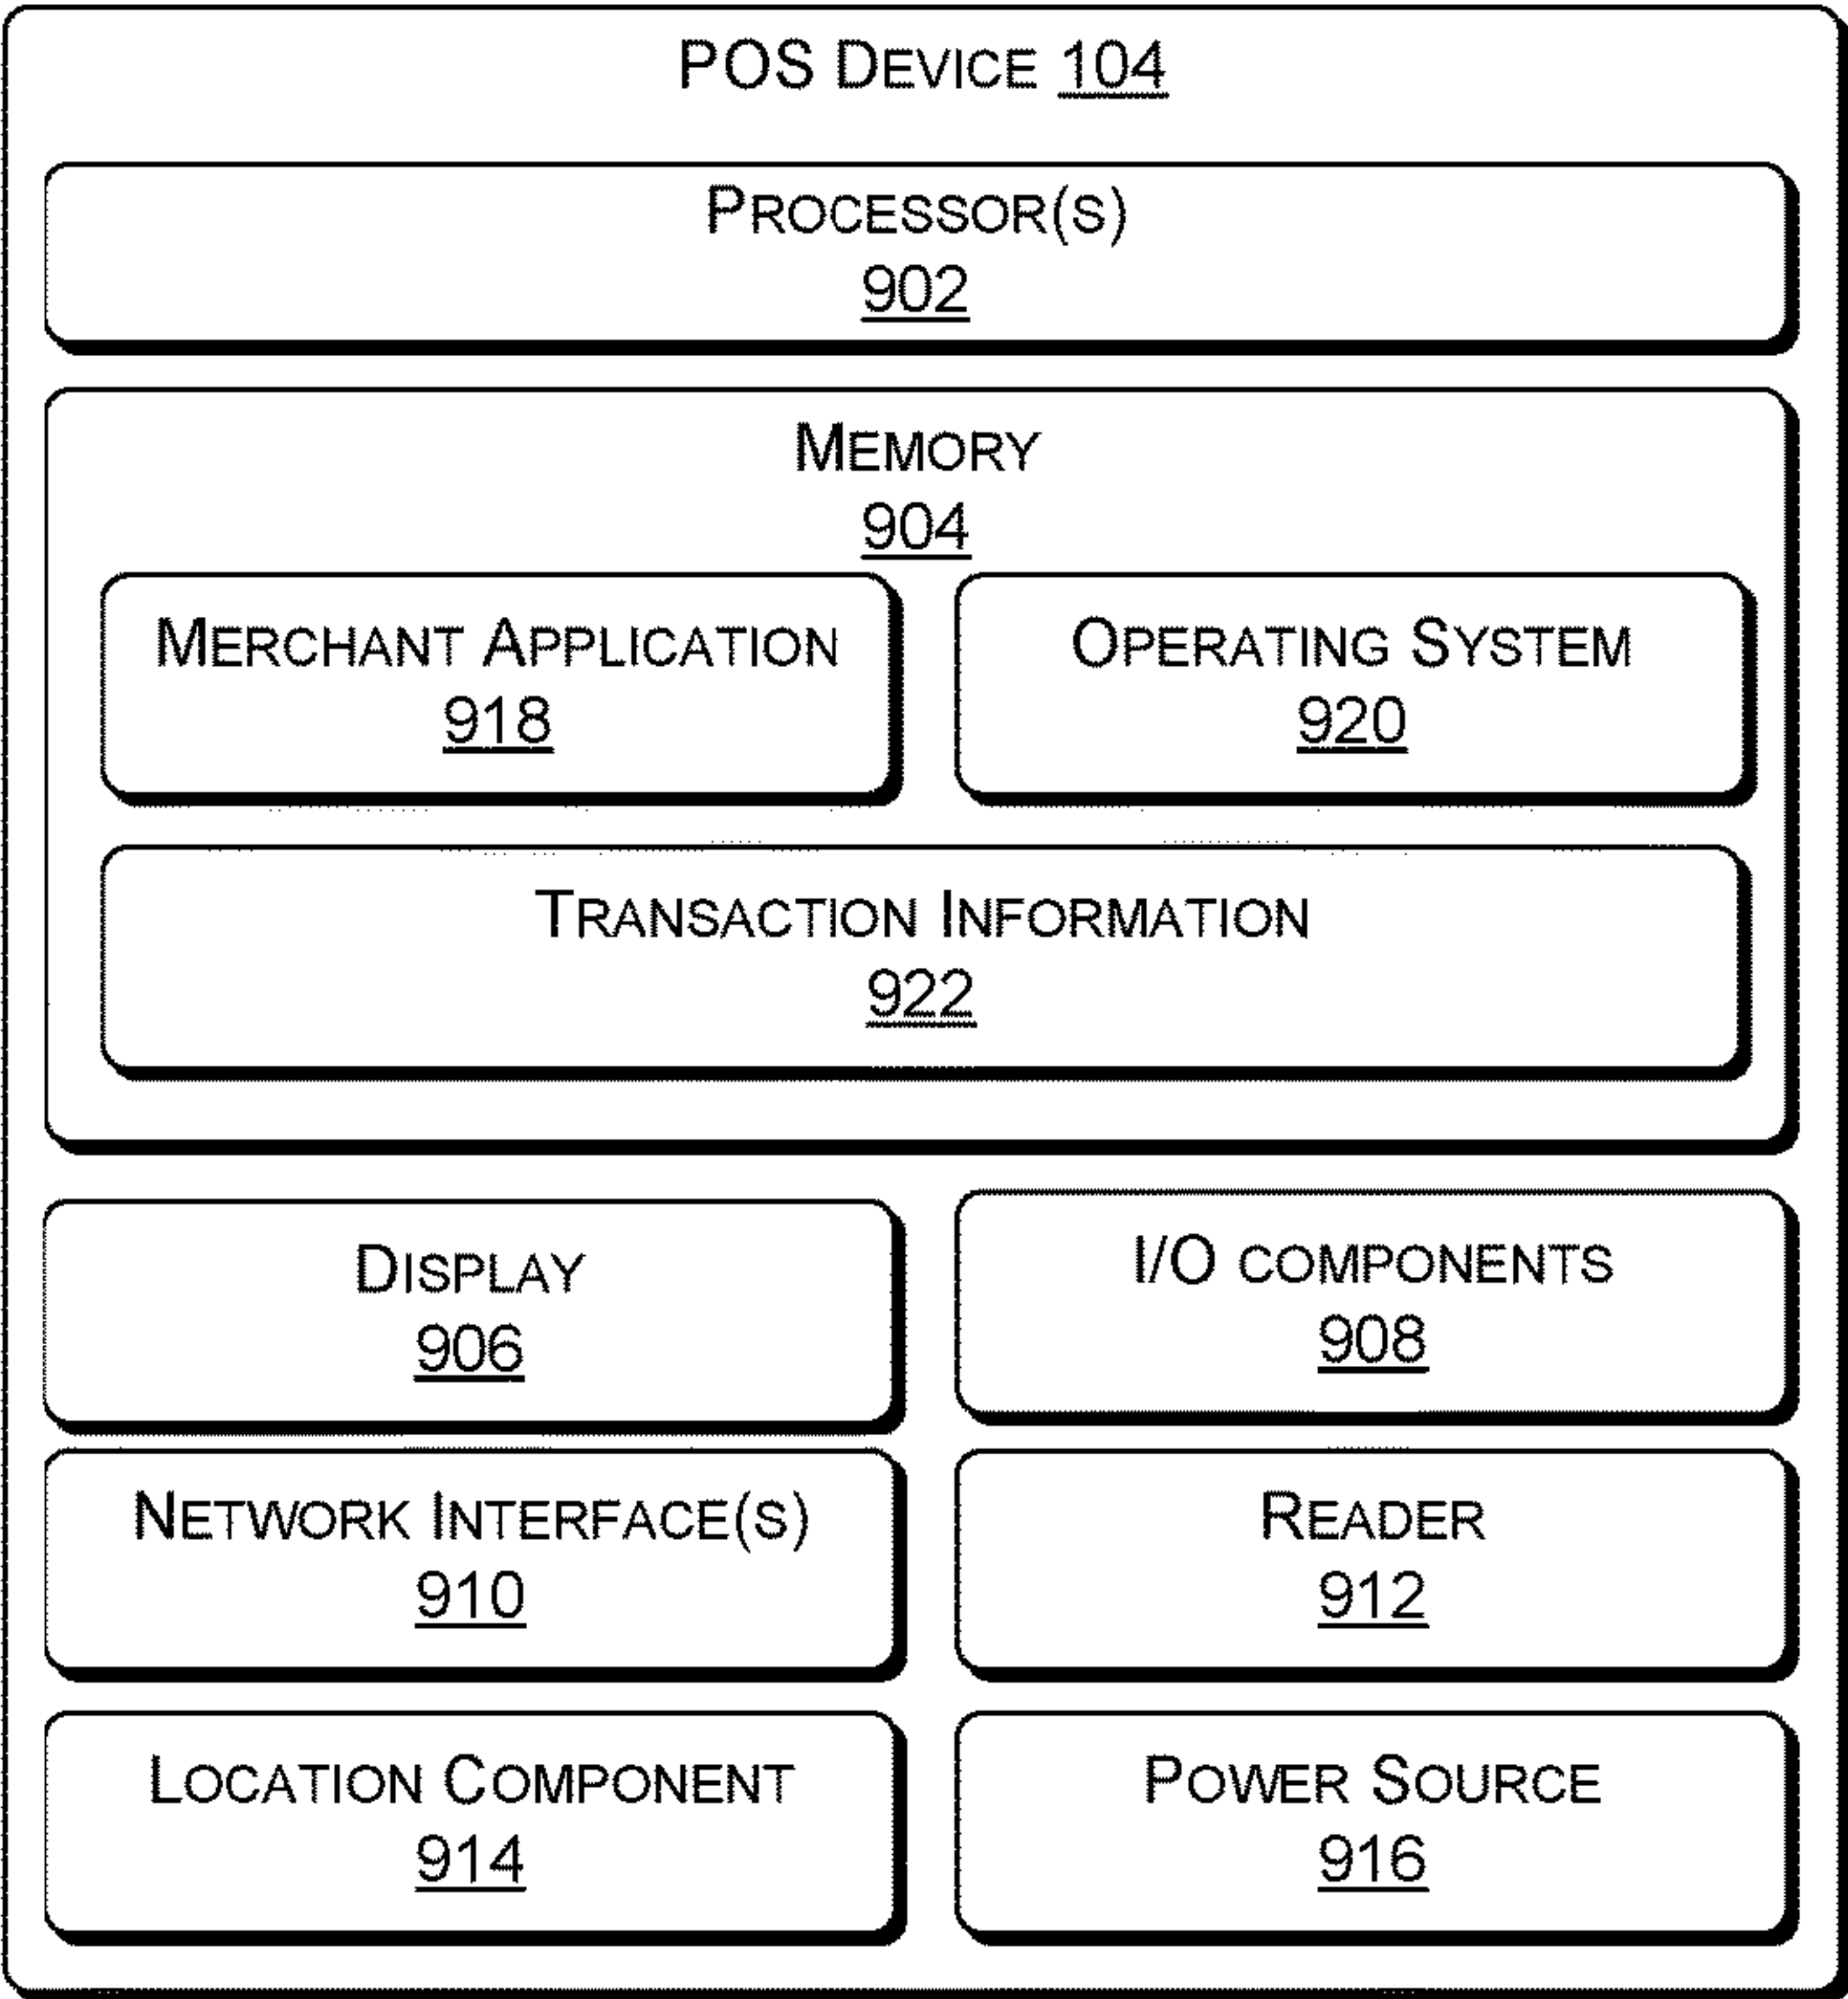 POS DEVICE 104
PROCESSOR(S)
902
MEMORY
904
MERCHANT APPLICATION
918
OPERATING SYSTEM
920
TRANSACTION INFORMATION
922
DISPLAY
906
I/O COMPONENTS
908
NETWORK INTERFACE(S)
910
READER
912
LOCATION COMPONENT
914
POWER SOURCE
916